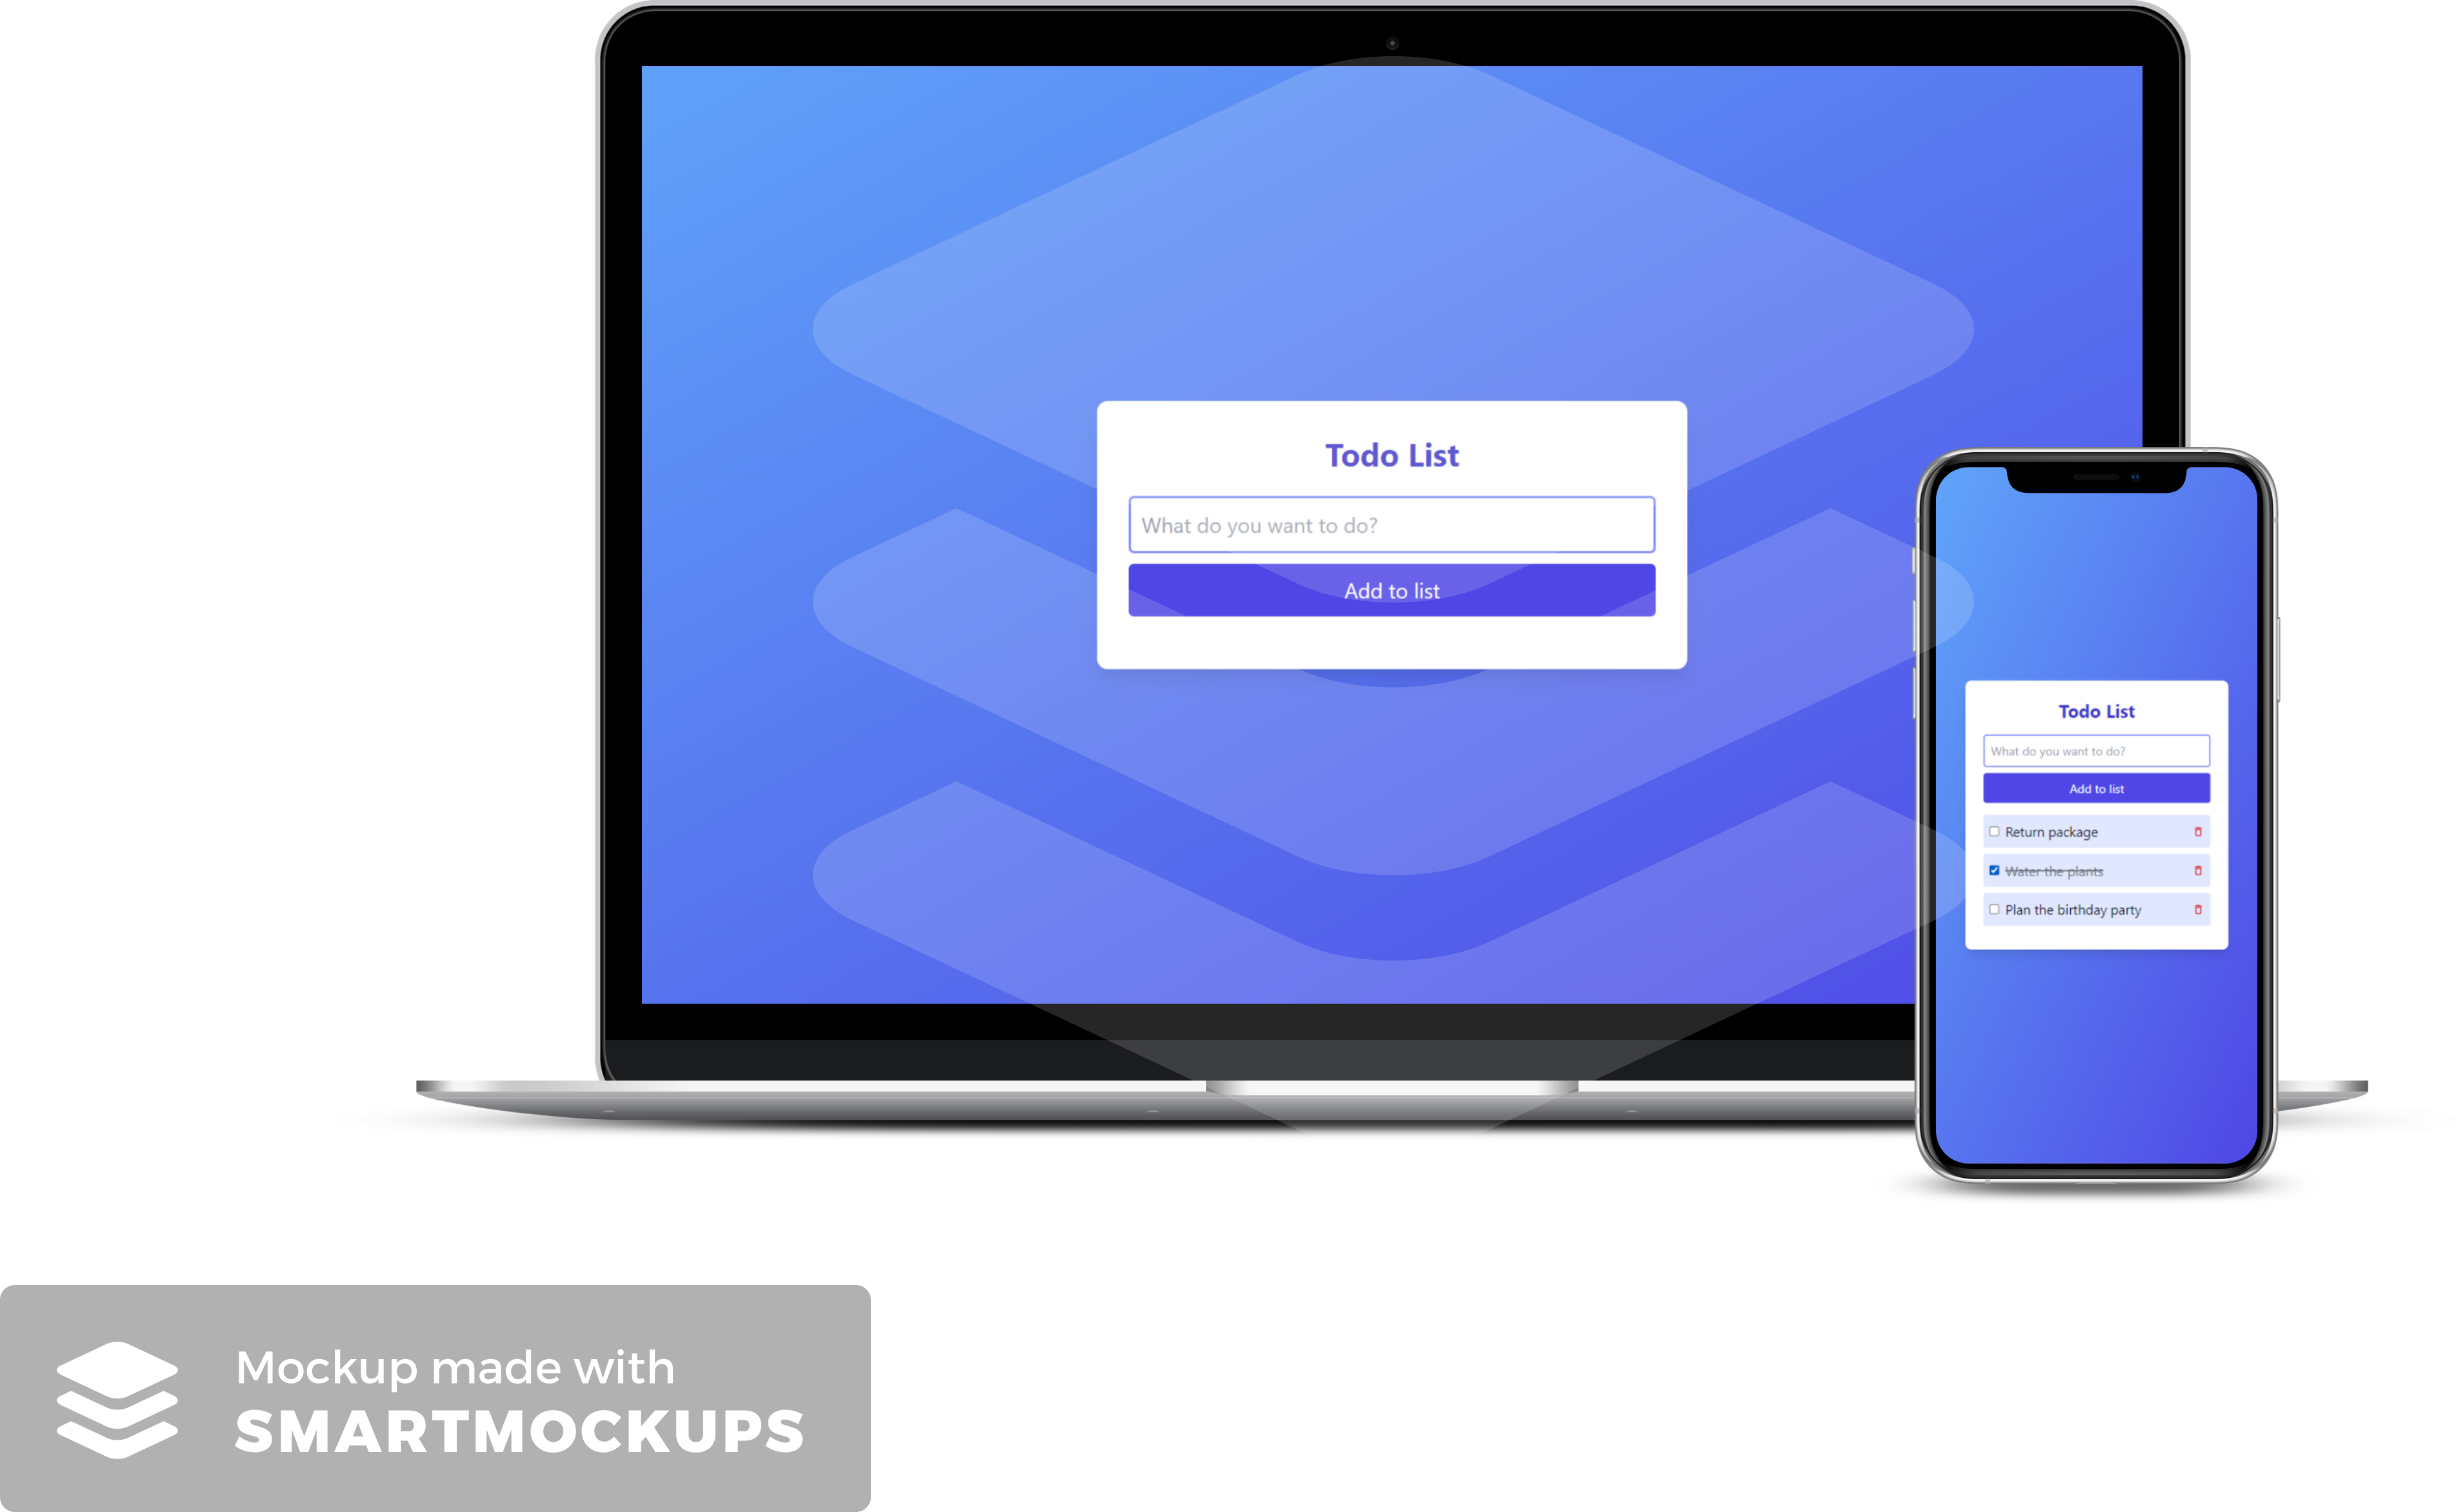 Todo List
What do you want to do?
Add to list
Todo List
What do you want to do?
Add to list
Return package
Water the plants
Plan the birthday party
Mockup made with
SMARTMOCKUPS